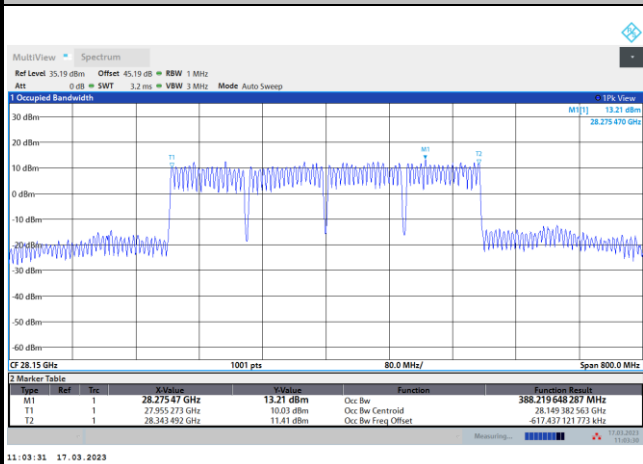 MultiView Spectrum
Ref Level 35.19 dBm Offset 45.19 dB RBW 1 MHz
Att 0 dB SWT 3.2 ms VBW 3 MHz Mode Auto Sweep
1 Occupied Bandwidth 1Pk View
M1[1] 13.21 dBm
28.275 470 GHz
30 dBm
20 dBm
M1
T1 T2
10 dBm
0 dBm
-10 dBm
-20 dBm
-30 dBm
-40 dBm
-50 dBm
-60 dBm
CF 28.15 GHz 1001 pts 80.0 MHz/ Span 800.0 MHz
2 Marker Table
Type Ref Trc X-Value Y-Value Function Function Result
M1 1 28.27547 GHz 13.21 dBm Occ Bw 388.219 648 287 MHz
T1 1 27.955 273 GHz 10.03 dBm Occ Bw Centroid 28.149 382 563 GHz
T2 1 28.343 492 GHz 11.41 dBm Occ Bw Freq Offset -617.437 121 773 kHz
Measuring... 17.03.2023
11:03:30
11:03:31 17.03.2023